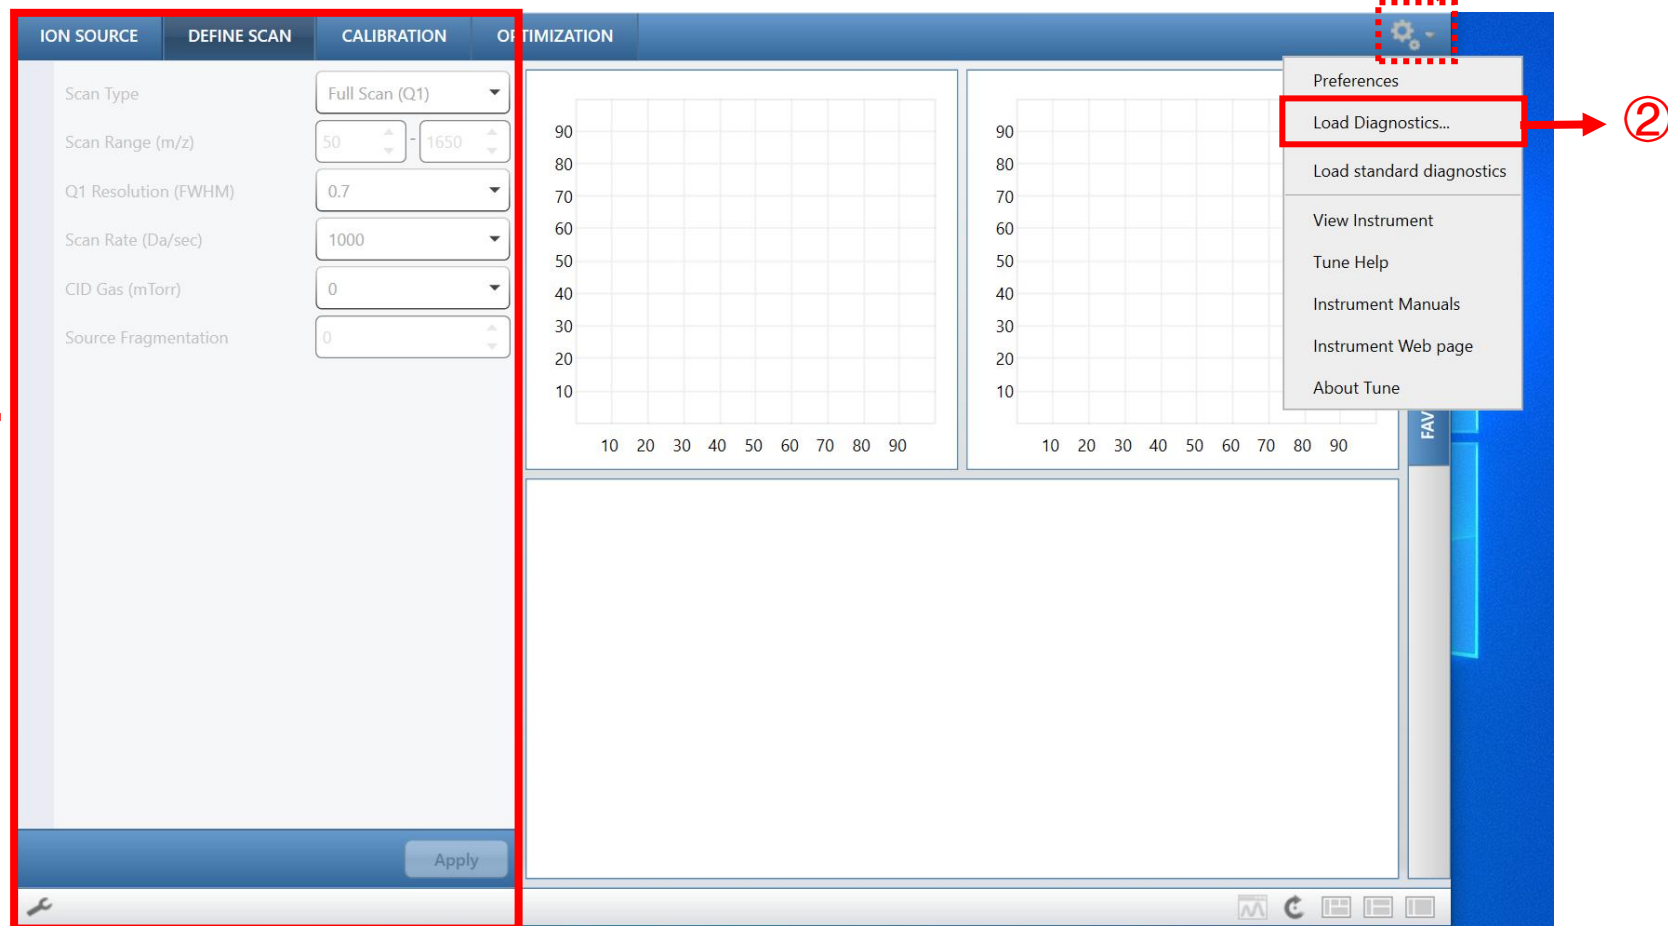 ION SOURCE DEFINE SCAN CALIBRATION OPTIMIZATION
Scan Type Full Scan (Q1)
Scan Range (m/z) 50 - 1650
Q1 Resolution (FWHM) 0.7
Scan Rate (Da/sec) 1000
CID Gas (mTorr) 0
Source Fragmentation 0
Apply
90
80
70
60
50
40
30
20
10
10 20 30 40 50 60 70 80 90
90
80
70
60
50
40
30
20
10
10 20 30 40 50 60 70 80 90
Preferences
Load Diagnostics...
②
Load standard diagnostics
View Instrument
Tune Help
Instrument Manuals
Instrument Web page
About Tune
FAV